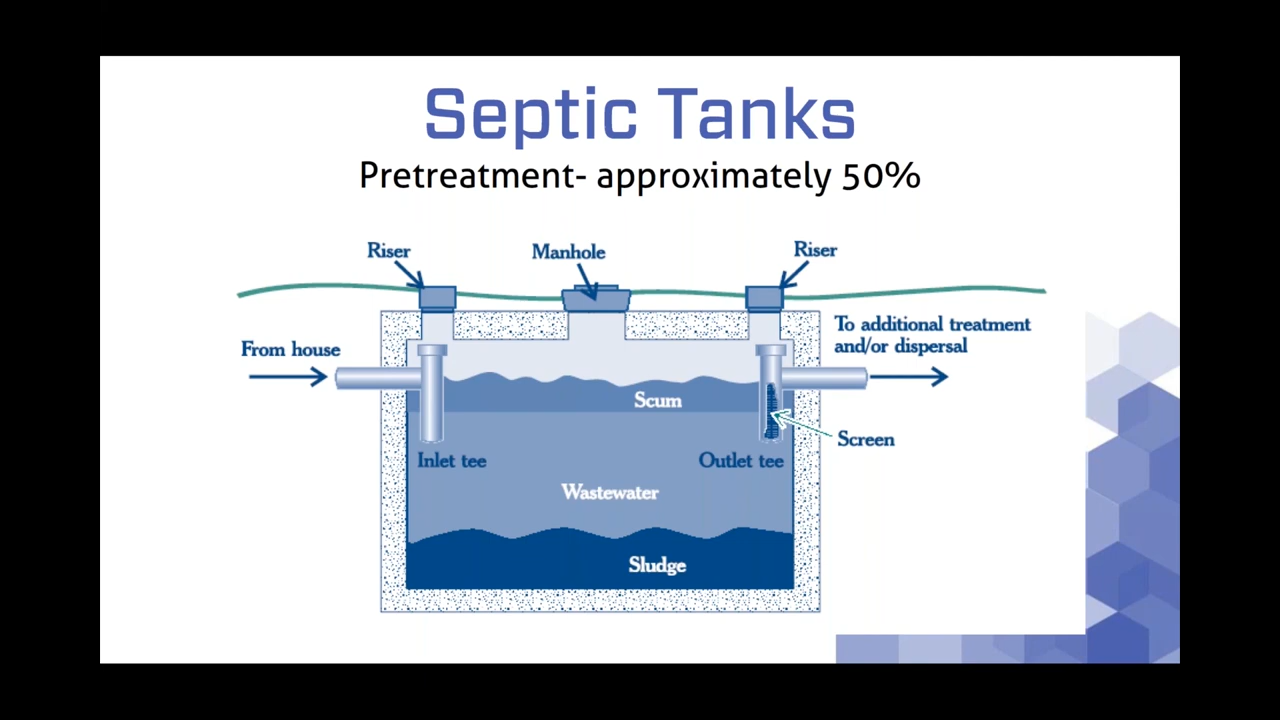 Septic Tanks
Pretreatment- approximately 50%
Riser
Manhole
Riser
To additional treatment
and/or dispersal
From house
Scum
Screen
Inlet tee
Outlet tee
Wastewater
Sludge